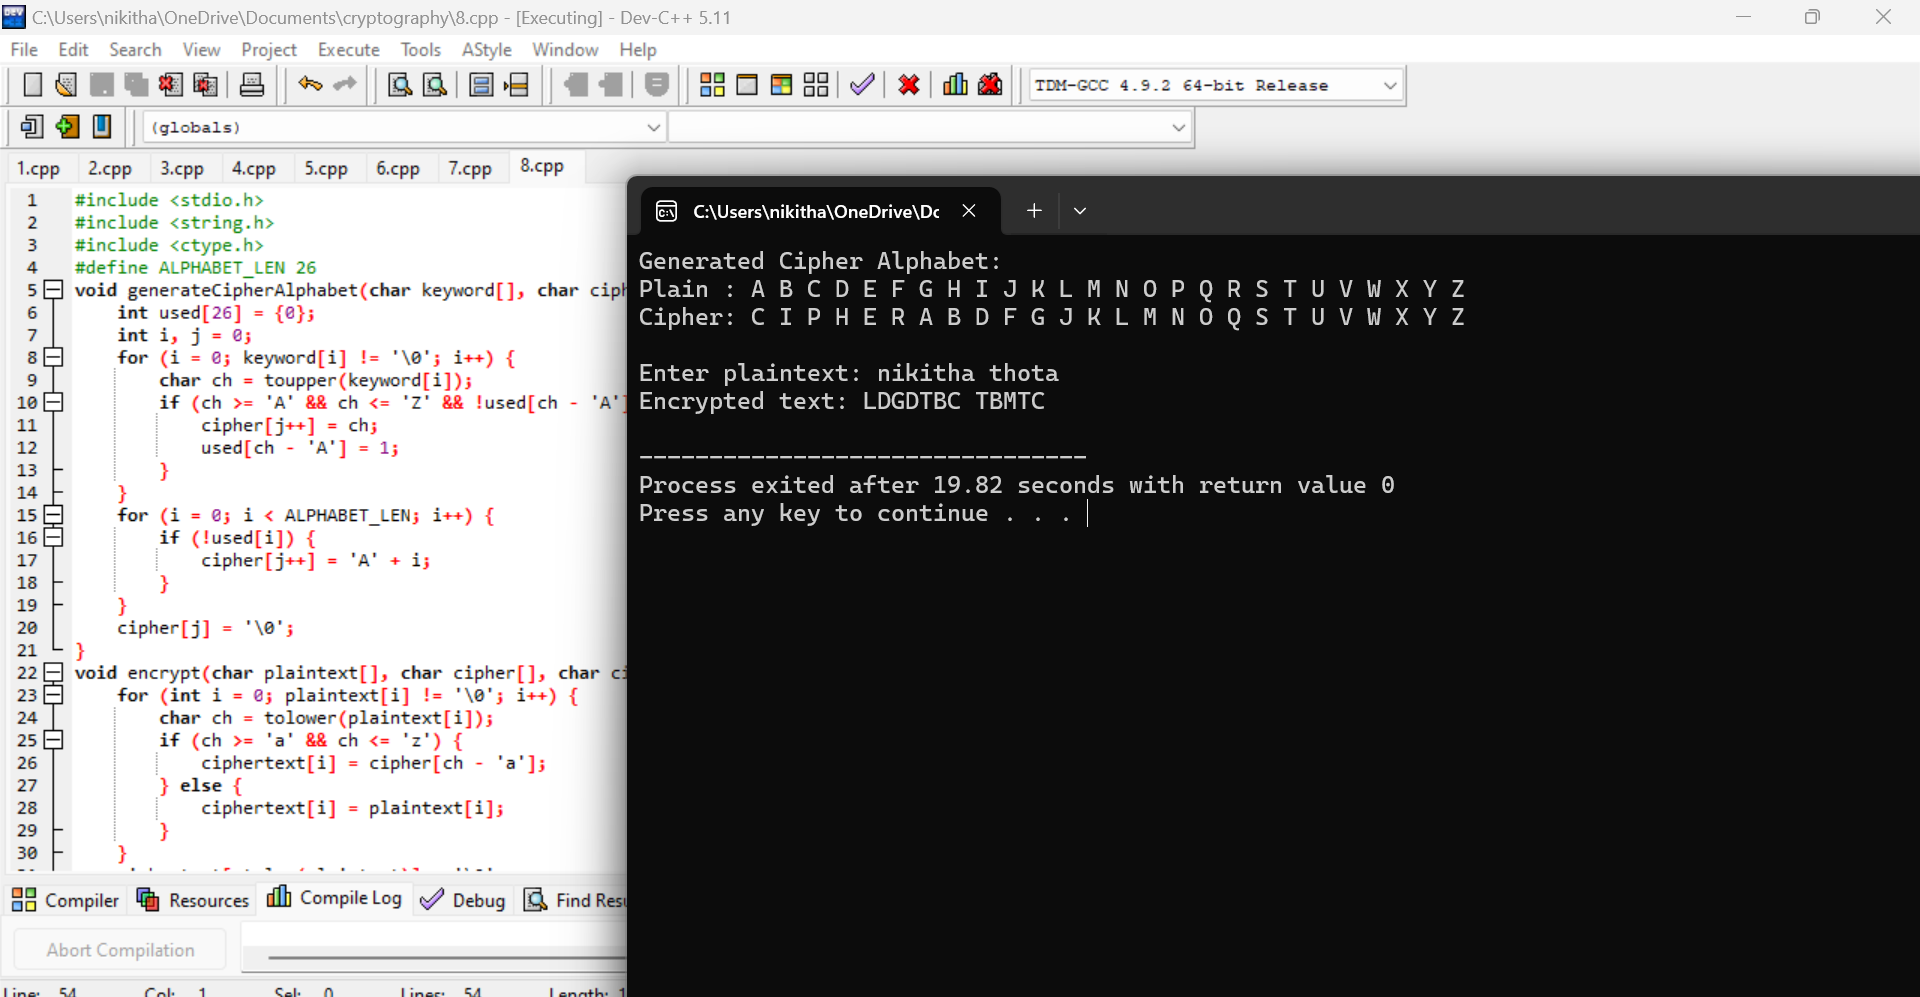 C:\Users\nikitha\OneDrive\Documents\cryptography\8.cpp - [Executing] - Dev-C++ 5.11
File Edit Search View Project Execute Tools AStyle Window Help
TDM-GCC 4.9.2 64-bit Release
(globals)
1.cpp 2.cpp 3.cpp 4.cpp 5.cpp 6.cpp 7.cpp 8.cpp
1 #include <stdio.h>
2 #include <string.h>
3 #include <ctype.h>
4 #define ALPHABET_LEN 26
5 void generateCipherAlphabet(char keyword[], char ciph
6 int used[26] = {0};
7 int i, j = 0;
8 for (i = 0; keyword[i] != '\0'; i++) {
9 char ch = toupper(keyword[i]);
10 if (ch >= 'A' && ch <= 'Z' && !used[ch - 'A']
11 cipher[j++] = ch;
12 used[ch - 'A'] = 1;
13 }
14 }
15 for (i = 0; i < ALPHABET_LEN; i++) {
16 if (!used[i]) {
17 cipher[j++] = 'A' + i;
18 }
19 }
20 cipher[j] = '\0';
21 }
22 void encrypt(char plaintext[], char cipher[], char ci
23 for (int i = 0; plaintext[i] != '\0'; i++) {
24 char ch = tolower(plaintext[i]);
25 if (ch >= 'a' && ch <= 'z') {
26 ciphertext[i] = cipher[ch - 'a'];
27 } else {
28 ciphertext[i] = plaintext[i];
29 }
30 }
C:\Users\nikitha\OneDrive\Dc
Generated Cipher Alphabet:
Plain : A B C D E F G H I J K L M N O P Q R S T U V W X Y Z
Cipher: C I P H E R A B D F G J K L M N O Q S T U V W X Y Z
Enter plaintext: nikitha thota
Encrypted text: LDGDTBC TBMTC
--------------------------------
Process exited after 19.82 seconds with return value 0
Press any key to continue . . .
Compiler Resources Compile Log Debug Find Resu
Abort Compilation
Line: 54 Col: 1 Sel: 0 Lines: 54 Length: 1